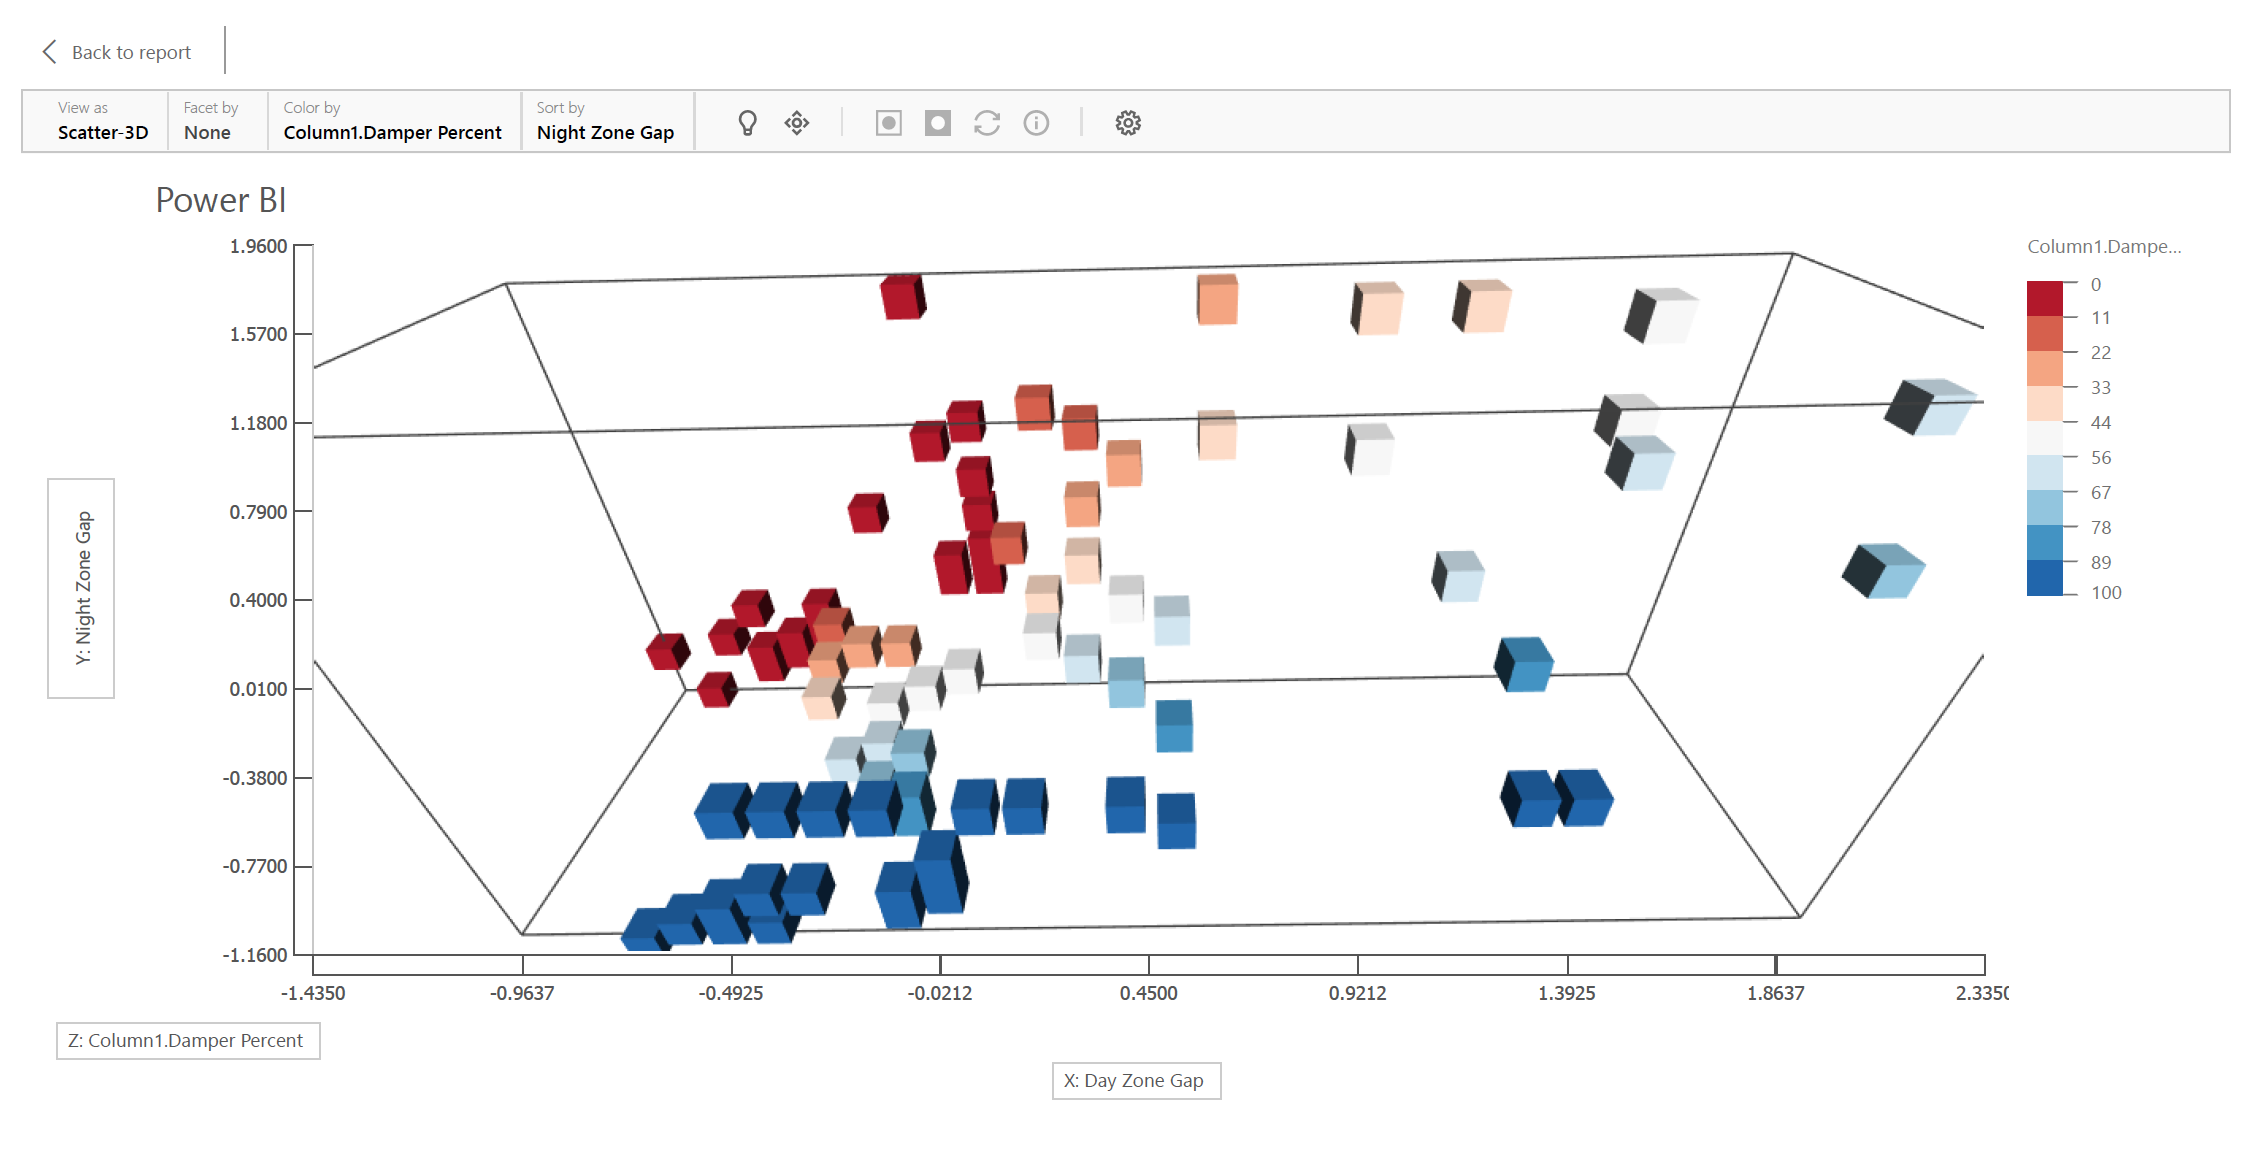 Back to report
View as
Scatter-3D
Facet by
None
Color by
Column1.Damper Percent
Sort by
Night Zone Gap
Power BI
Column1.Dampe...
0
11
22
33
44
56
67
78
89
100
1.9600
1.5700
1.1800
0.7900
0.4000
0.0100
-0.3800
-0.7700
-1.1600
Y: Night Zone Gap
-1.4350
-0.9637
-0.4925
-0.0212
0.4500
0.9212
1.3925
1.8637
2.3350
Z: Column1.Damper Percent
X: Day Zone Gap